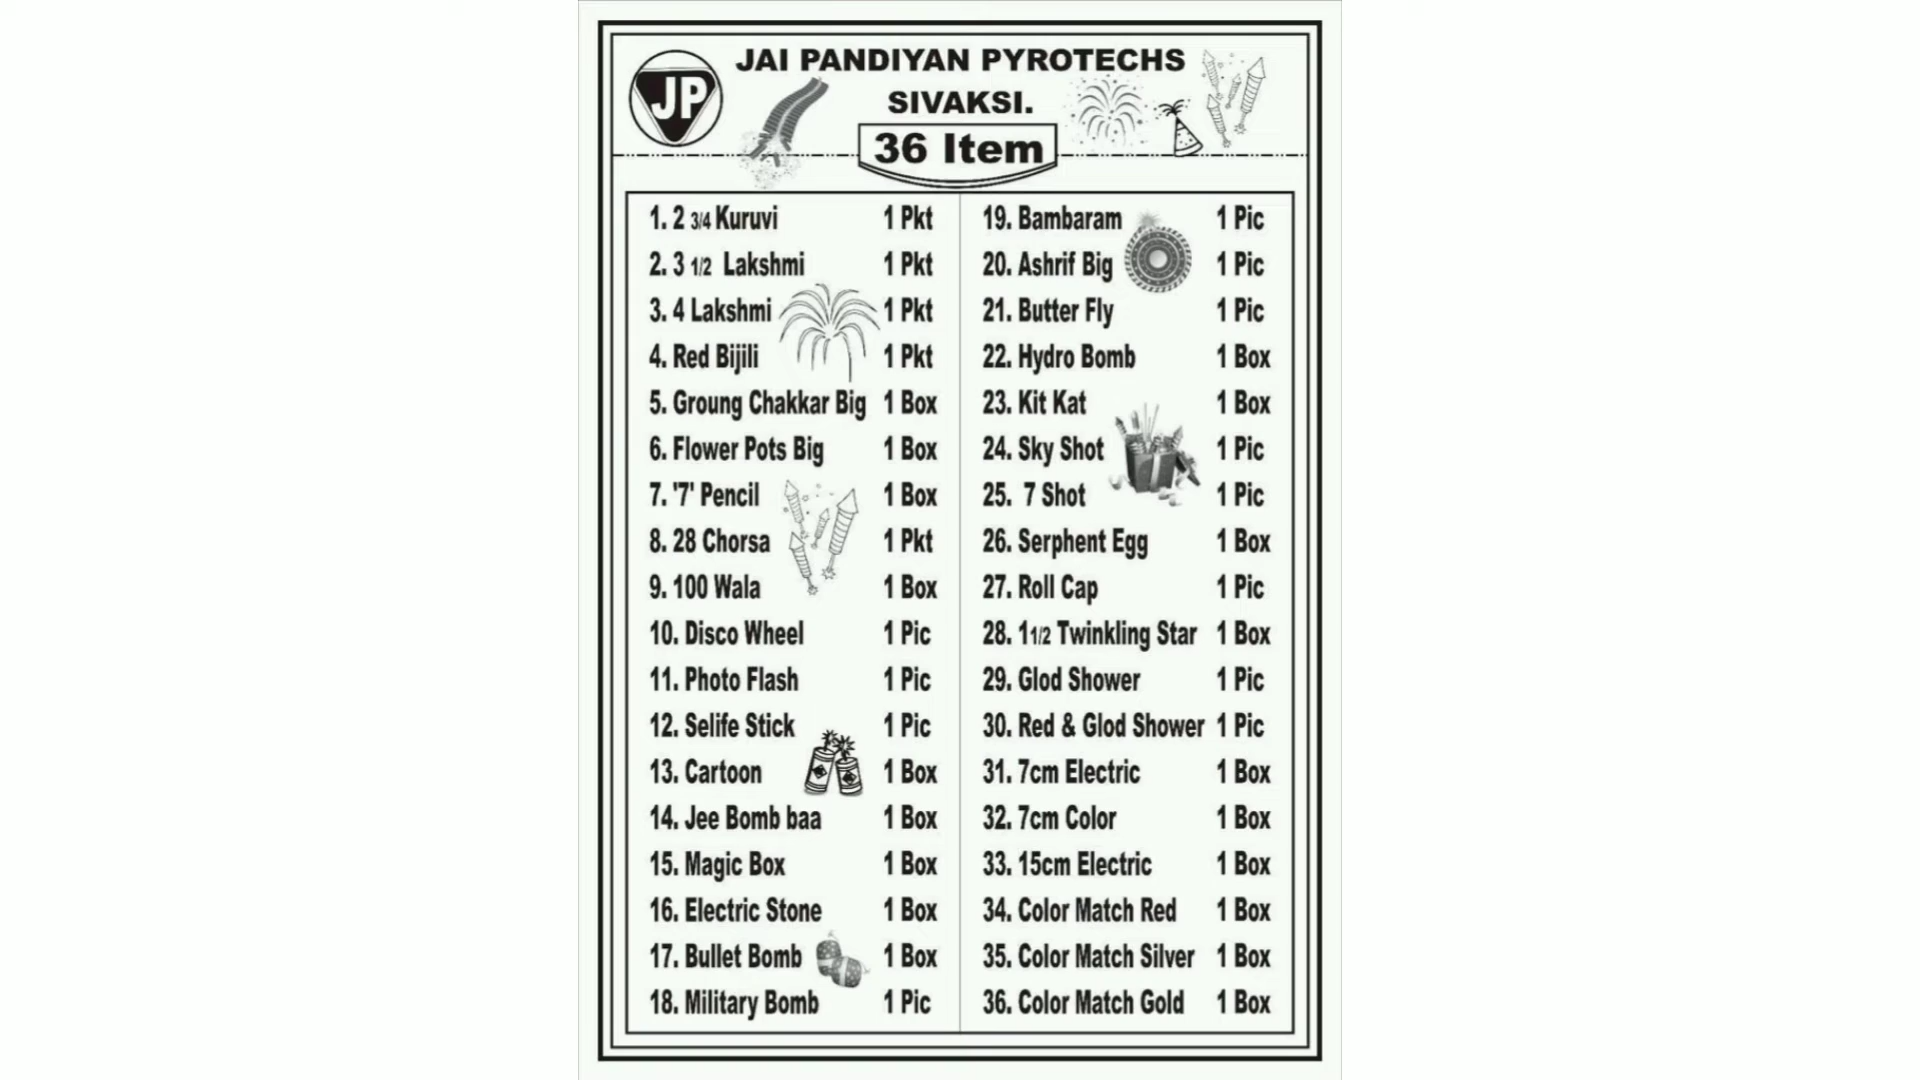 JP
JAI PANDIYAN PYROTECHS
SIVAKSI.
36 Item
1. 2 3/4 Kuruvi 1 Pkt
2. 3 1/2 Lakshmi 1 Pkt
3. 4 Lakshmi 1 Pkt
4. Red Bijili 1 Pkt
5. Groung Chakkar Big 1 Box
6. Flower Pots Big 1 Box
7. '7' Pencil 1 Box
8. 28 Chorsa 1 Pkt
9. 100 Wala 1 Box
10. Disco Wheel 1 Pic
11. Photo Flash 1 Pic
12. Selife Stick 1 Pic
13. Cartoon 1 Box
14. Jee Bomb baa 1 Box
15. Magic Box 1 Box
16. Electric Stone 1 Box
17. Bullet Bomb 1 Box
18. Military Bomb 1 Pic
19. Bambaram 1 Pic
20. Ashrif Big 1 Pic
21. Butter Fly 1 Pic
22. Hydro Bomb 1 Box
23. Kit Kat 1 Box
24. Sky Shot 1 Pic
25. 7 Shot 1 Pic
26. Serphent Egg 1 Box
27. Roll Cap 1 Pic
28. 1 1/2 Twinkling Star 1 Box
29. Glod Shower 1 Pic
30. Red & Glod Shower 1 Pic
31. 7cm Electric 1 Box
32. 7cm Color 1 Box
33. 15cm Electric 1 Box
34. Color Match Red 1 Box
35. Color Match Silver 1 Box
36. Color Match Gold 1 Box